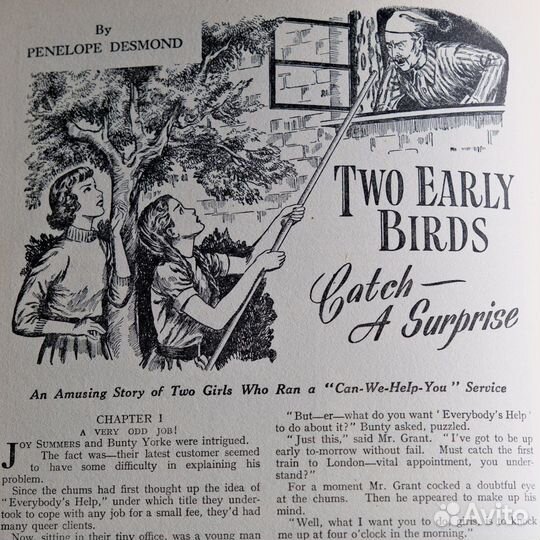 By
PENELOPE DESMOND
TWO EARLY
BIRDS
Catch—
A Surprise
An Amusing Story of Two Girls Who Ran a "Can-We-Help-You" Service
CHAPTER I
A VERY ODD JOB!
JOY SUMMERS and Bunty Yorke were intrigued.
The fact was—their latest customer seemed
to have some difficulty in explaining his
problem.
Since the chums had first thought up the idea of
"Everybody's Help," under which title they under-
took to cope with any job for a small fee, they'd had
many queer clients.
Now, sitting in their tiny office, was a young man
"But—er—what do you want 'Everybody's Help'
to do about it?" Bunty asked, puzzled.
"Just this," said Mr. Grant. "I've got to be up
early to-morrow without fail. Must catch the first
train to London—vital appointment, you under-
stand?"
For a moment Mr. Grant cocked a doubtful eye
at the chums. Then he appeared to make up his
mind.
"Well, what I want you to do, girls, is to knock
me up at four o'clock in the morning."
Avito